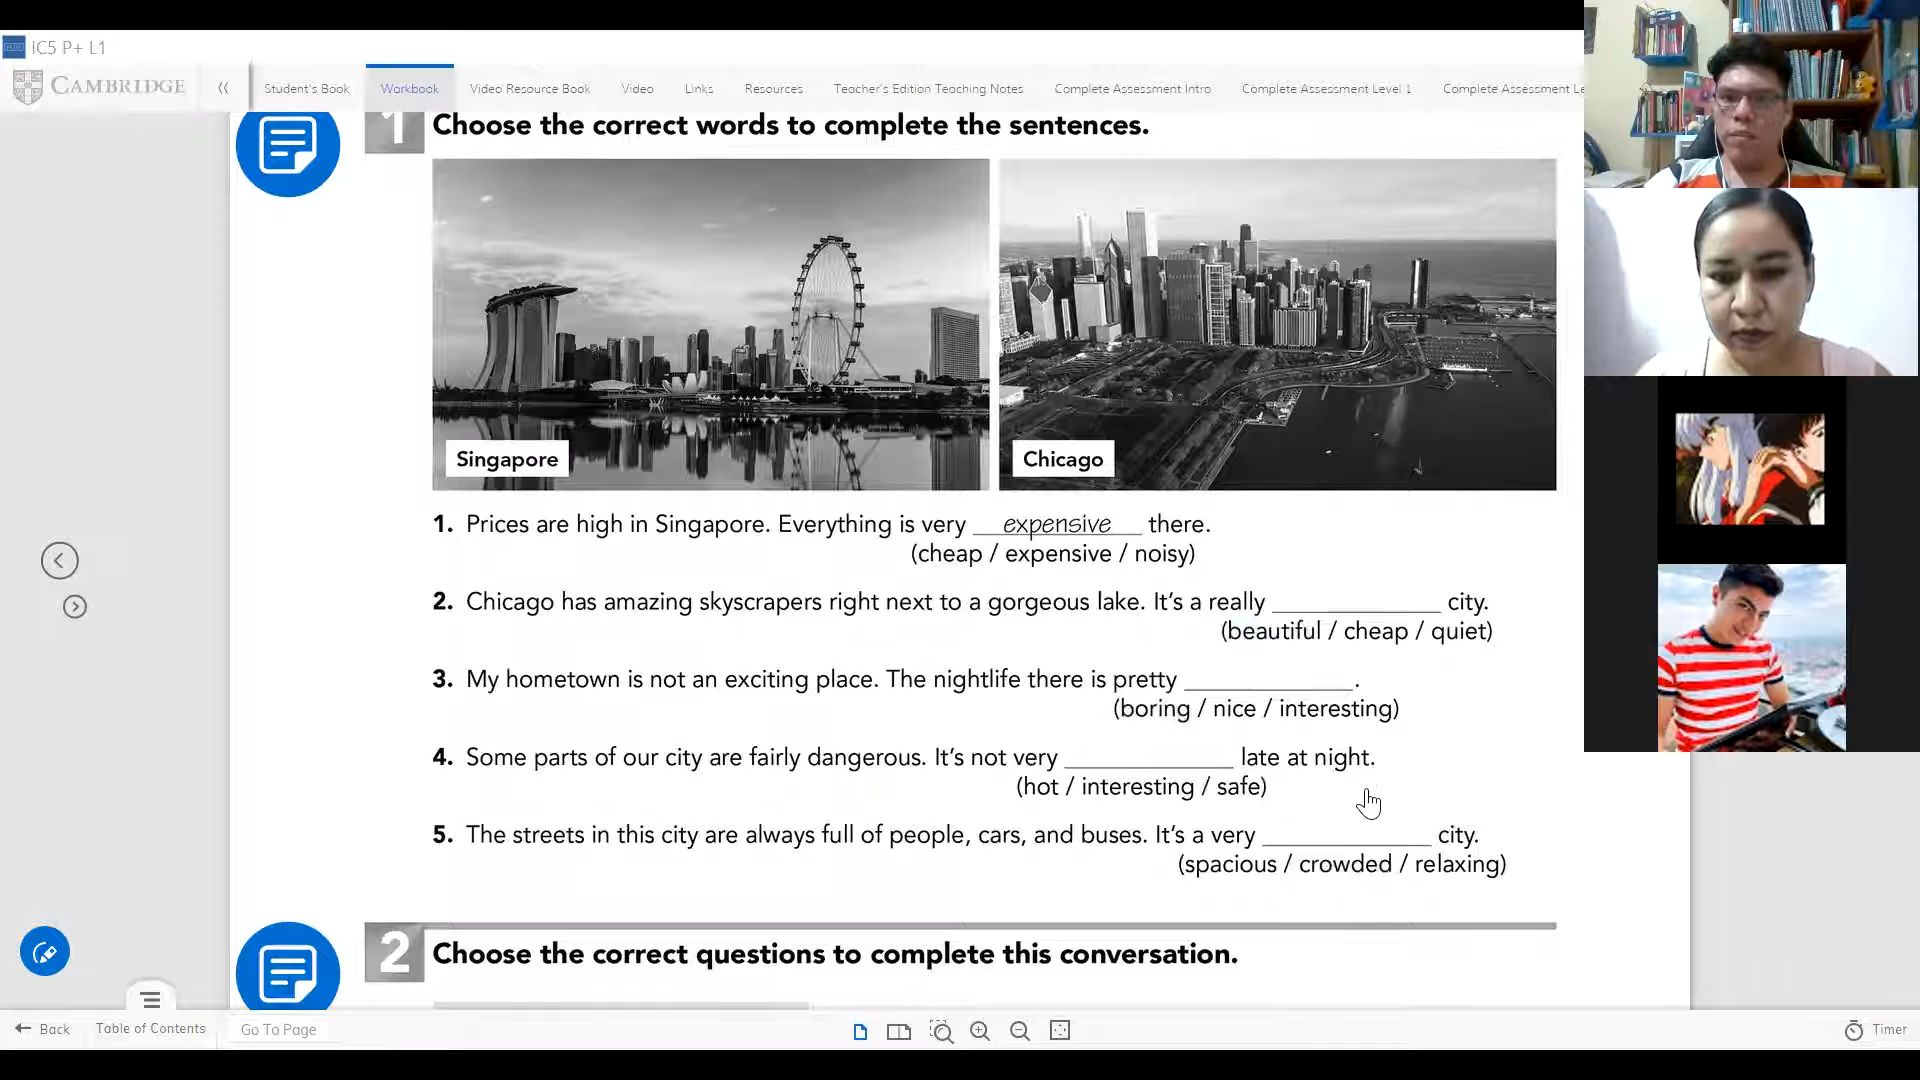 IC5 P+ L1
CAMBRIDGE
Student's Book Workbook Video Resource Book Video Links Resources Teacher's Edition Teaching Notes Complete Assessment Intro Complete Assessment Level 1 Complete Assessment Le
1 Choose the correct words to complete the sentences.
Singapore
Chicago
1. Prices are high in Singapore. Everything is very expensive there.
(cheap / expensive / noisy)
2. Chicago has amazing skyscrapers right next to a gorgeous lake. It's a really ____________ city.
(beautiful / cheap / quiet)
3. My hometown is not an exciting place. The nightlife there is pretty ____________.
(boring / nice / interesting)
4. Some parts of our city are fairly dangerous. It's not very ____________ late at night.
(hot / interesting / safe)
5. The streets in this city are always full of people, cars, and buses. It's a very ____________ city.
(spacious / crowded / relaxing)
2 Choose the correct questions to complete this conversation.
Back Table of Contents Go To Page Timer